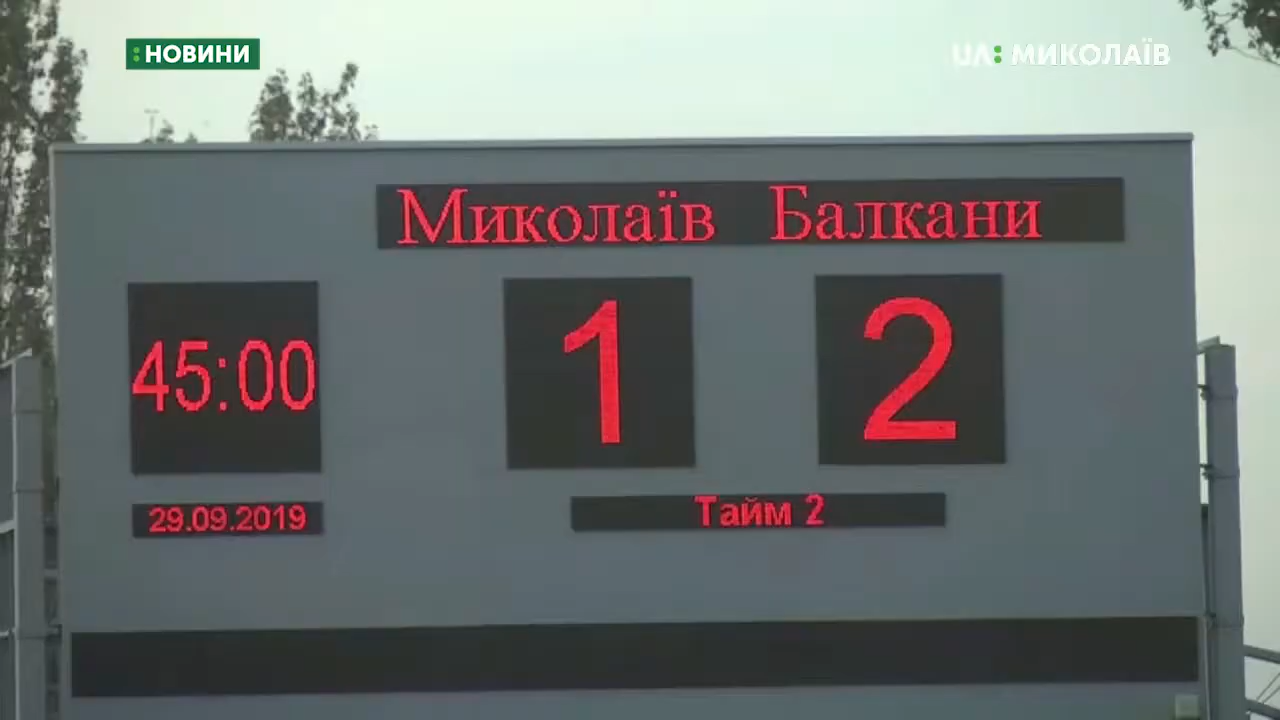 :НОВИНИ
UA: МИКОЛАЇВ
Миколаїв Балкани
45:00
1 2
29.09.2019
Тайм 2